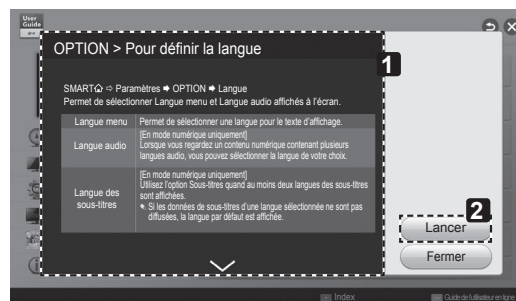 User
Guide
OPTION > Pour définir la langue
1
SMART ⇨ Paramètres ➡ OPTION ➡ Langue
Permet de sélectionner Langue menu et Langue audio affichés à l'écran.
Langue menu Permet de sélectionner une langue pour le texte d'affichage.
Langue audio
[En mode numérique uniquement]
Lorsque vous regardez un contenu numérique contenant plusieurs
langues audio, vous pouvez sélectionner la langue de votre choix.
Langue des
sous-titres
[En mode numérique uniquement]
Utilisez l'option Sous-titres quand au moins deux langues des sous-titres
sont affichées.
Si les données de sous-titres d'une langue sélectionnée ne sont pas
diffusées, la langue par défaut est affichée.
2
Lancer
Fermer
Index
Guide de l'utilisateur en ligne